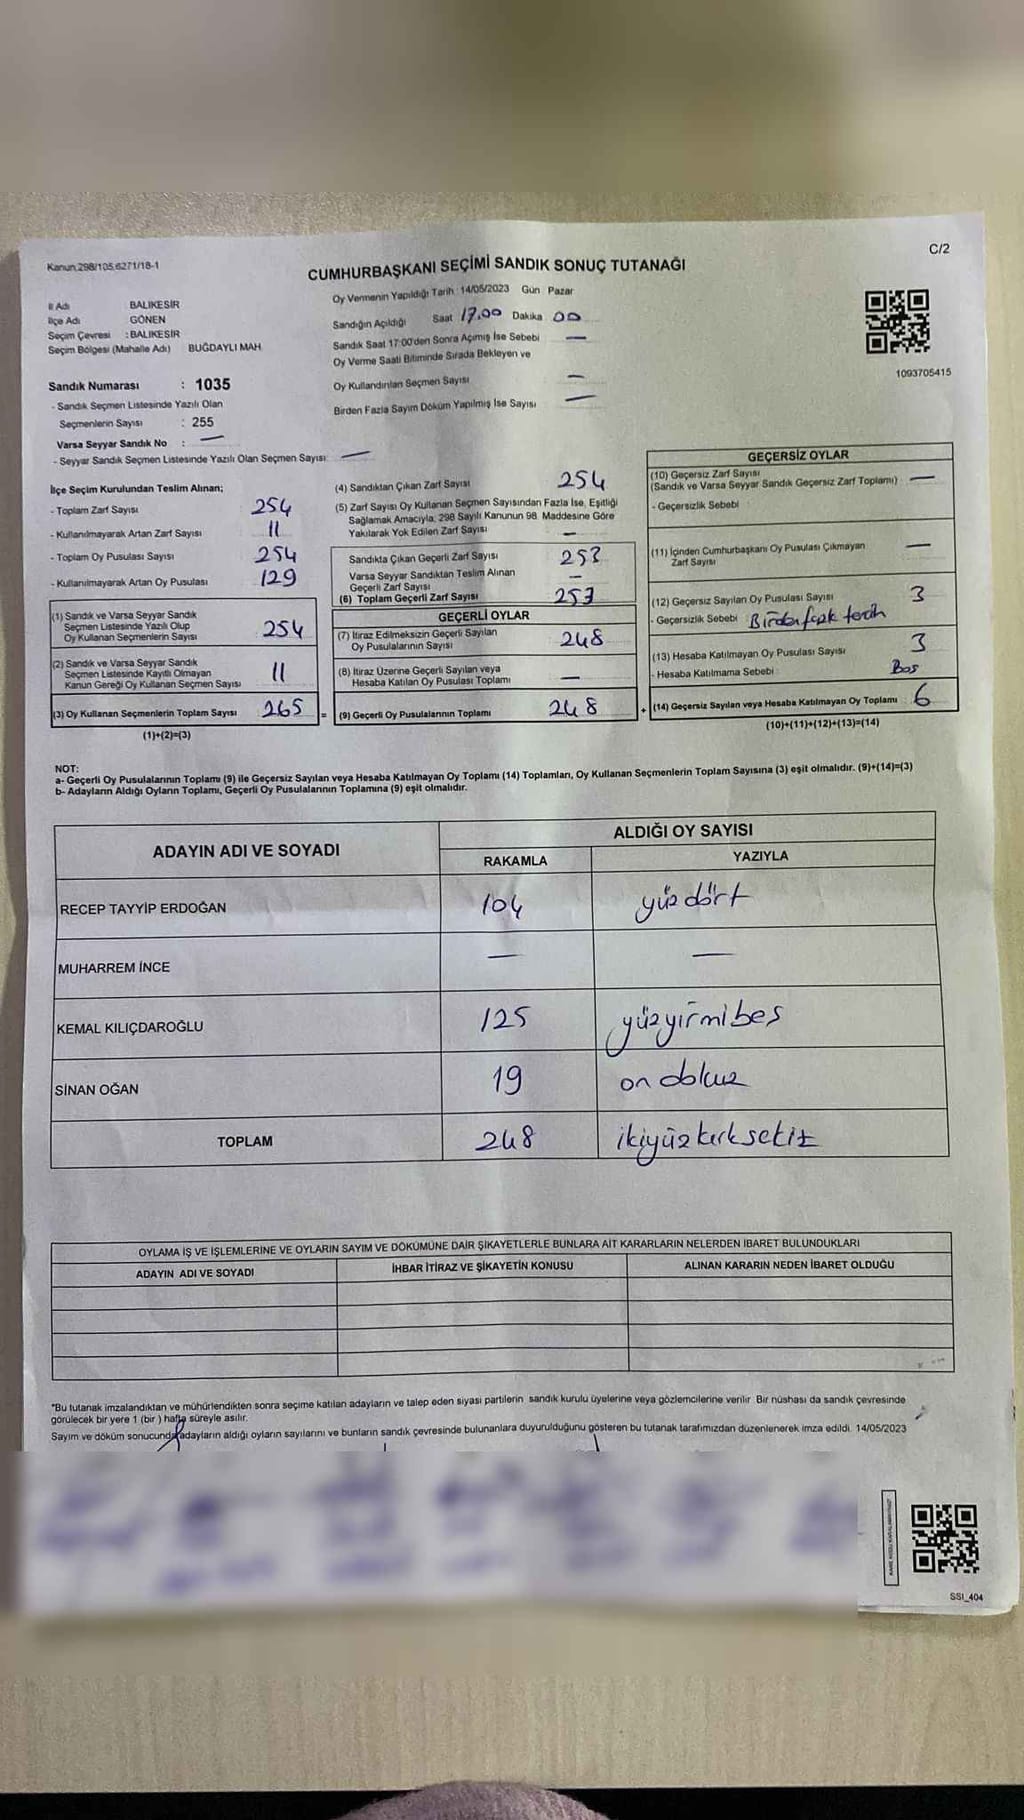 C/2
Kanun.298/105.6271/18-1
CUMHURBAŞKANI SEÇİMİ SANDIK SONUÇ TUTANAĞI
İl Adı BALIKESİR
İlçe Adı GÖNEN
Seçim Çevresi : BALIKESİR
Seçim Bölgesi (Mahalle Adı) BUĞDAYLI MAH.
Sandık Numarası : 1035
- Sandık Seçmen Listesinde Yazılı Olan
Seçmenlerin Sayısı : 255
Varsa Seyyar Sandık No : —
- Seyyar Sandık Seçmen Listesinde Yazılı Olan Seçmen Sayısı: —
Oy Vermenin Yapıldığı Tarih : 14/05/2023 Gün Pazar
Sandığın Açıldığı Saat 17.00 Dakika 00
Sandık Saat 17:00'den Sonra Açımış İse Sebebi —
Oy Verme Saati Bitiminde Sırada Bekleyen ve
Oy Kullandırılan Seçmen Sayısı —
Birden Fazla Sayım Döküm Yapılmış İse Sayısı —
1093705415
İlçe Seçim Kurulundan Teslim Alınan;
- Toplam Zarf Sayısı 254
- Kullanılmayarak Artan Zarf Sayısı 11
- Toplam Oy Pusulası Sayısı 254
- Kullanılmayarak Artan Oy Pusulası 129
(1) Sandık ve Varsa Seyyar Sandık
Seçmen Listesinde Yazılı Olup
Oy Kullanan Seçmenlerin Sayısı 254
(2) Sandık ve Varsa Seyyar Sandık
Seçmen Listesinde Kayıtlı Olmayan
Kanun Gereği Oy Kullanan Seçmen Sayısı 11
(3) Oy Kullanan Seçmenlerin Toplam Sayısı 265 =
(1)+(2)=(3)
(4) Sandıktan Çıkan Zarf Sayısı 254
(5) Zarf Sayısı Oy Kullanan Seçmen Sayısından Fazla İse, Eşitliği
Sağlamak Amacıyla, 298 Sayılı Kanunun 98. Maddesine Göre
Yakılarak Yok Edilen Zarf Sayısı —
Sandıkta Çıkan Geçerli Zarf Sayısı 253
Varsa Seyyar Sandıktan Teslim Alınan
Geçerli Zarf Sayısı —
(6) Toplam Geçerli Zarf Sayısı 253
GEÇERLİ OYLAR
(7) İtiraz Edilmeksizin Geçerli Sayılan
Oy Pusulalarının Sayısı 248
(8) İtiraz Üzerine Geçerli Sayılan veya
Hesaba Katılan Oy Pusulası Toplamı —
(9) Geçerli Oy Pusulalarının Toplamı 248 +
GEÇERSİZ OYLAR
(10) Geçersiz Zarf Sayısı
(Sandık ve Varsa Seyyar Sandık Geçersiz Zarf Toplamı) —
- Geçersizlik Sebebi
(11) İçinden Cumhurbaşkanı Oy Pusulası Çıkmayan
Zarf Sayısı —
(12) Geçersiz Sayılan Oy Pusulası Sayısı 3
- Geçersizlik Sebebi Birden fazla tercih
(13) Hesaba Katılmayan Oy Pusulası Sayısı 3
- Hesaba Katılmama Sebebi Boş
(14) Geçersiz Sayılan veya Hesaba Katılmayan Oy Toplamı 6
(10)+(11)+(12)+(13)=(14)
NOT:
a- Geçerli Oy Pusulalarının Toplamı (9) ile Geçersiz Sayılan veya Hesaba Katılmayan Oy Toplamı (14) Toplamları, Oy Kullanan Seçmenlerin Toplam Sayısına (3) eşit olmalıdır. (9)+(14)=(3)
b- Adayların Aldığı Oyların Toplamı, Geçerli Oy Pusulalarının Toplamına (9) eşit olmalıdır.
ADAYIN ADI VE SOYADI ALDIĞI OY SAYISI
RAKAMLA YAZIYLA
RECEP TAYYİP ERDOĞAN 104 yüzdört
MUHARREM İNCE — —
KEMAL KILIÇDAROĞLU 125 yüzyirmibeş
SİNAN OĞAN 19 on dokuz
TOPLAM 248 ikiyüzkırksekiz
OYLAMA İŞ VE İŞLEMLERİNE VE OYLARIN SAYIM VE DÖKÜMÜNE DAİR ŞİKAYETLERLE BUNLARA AİT KARARLARIN NELERDEN İBARET BULUNDUKLARI
ADAYIN ADI VE SOYADI İHBAR İTİRAZ VE ŞİKAYETİN KONUSU ALINAN KARARIN NEDEN İBARET OLDUĞU
*Bu tutanak imzalandıktan ve mühürlendikten sonra seçime katılan adayların ve talep eden siyasi partilerin sandık kurulu üyelerine veya gözlemcilerine verilir. Bir nüshası da sandık çevresinde
görülecek bir yere 1 (bir ) hafta süreyle asılır.
Sayım ve döküm sonucunda adayların aldığı oyların sayılarını ve bunların sandık çevresinde bulunanlara duyurulduğunu gösteren bu tutanak tarafımızdan düzenlenerek imza edildi. 14/05/2023
SSI_404